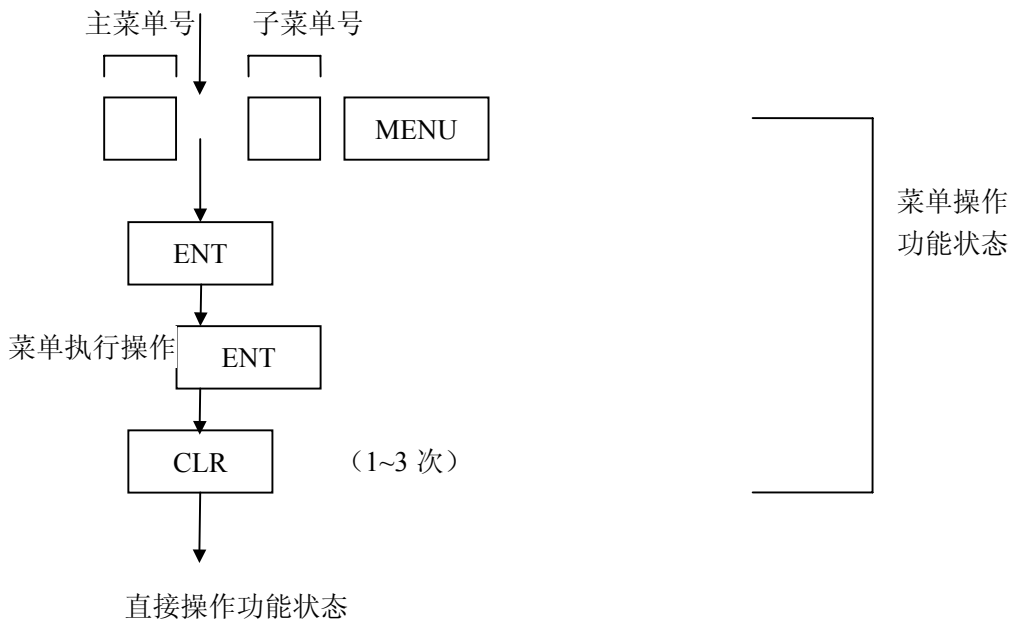 主菜单号 子菜单号
MENU
菜单操作
功能状态
ENT
菜单执行操作 ENT
CLR （1~3 次）
直接操作功能状态